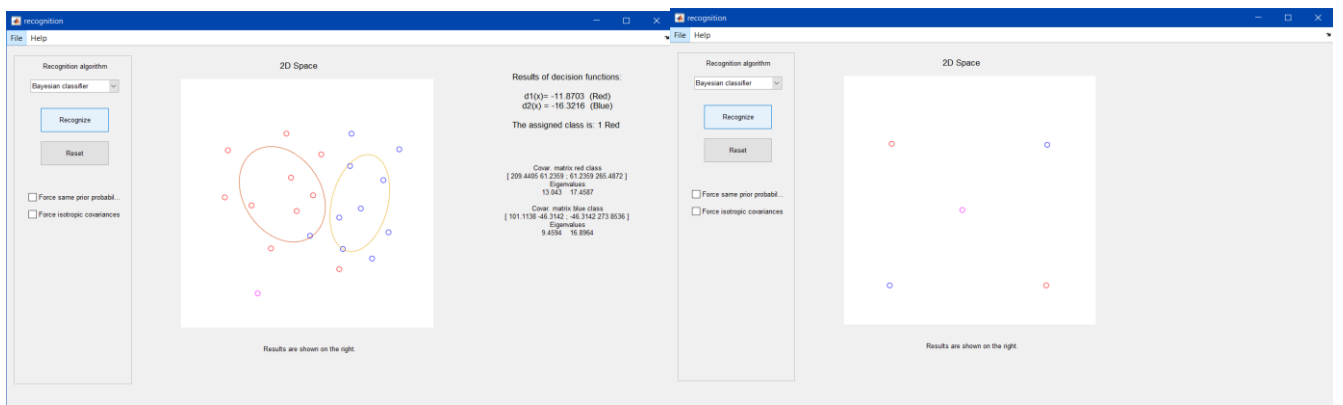 recognition
File Help
Recognition algorithm
Bayesian classifier
Recognize
Reset
Force same prior probabil...
Force isotropic covariances
2D Space
Results are shown on the right.
Results of decision functions:
d1(x)= -11.8703 (Red)
d2(x) = -16.3216 (Blue)
The assigned class is: 1 Red
Covar. matrix red class
[ 209.4405 61.2359 ; 61.2359 265.4872 ]
Eigenvalues
13.043 17.4587
Covar. matrix blue class
[ 101.1138 -46.3142 ; -46.3142 273.8536 ]
Eigenvalues
9.4594 16.8964
recognition
File Help
Recognition algorithm
Bayesian classifier
Recognize
Reset
Force same prior probabil...
Force isotropic covariances
2D Space
Results are shown on the right.